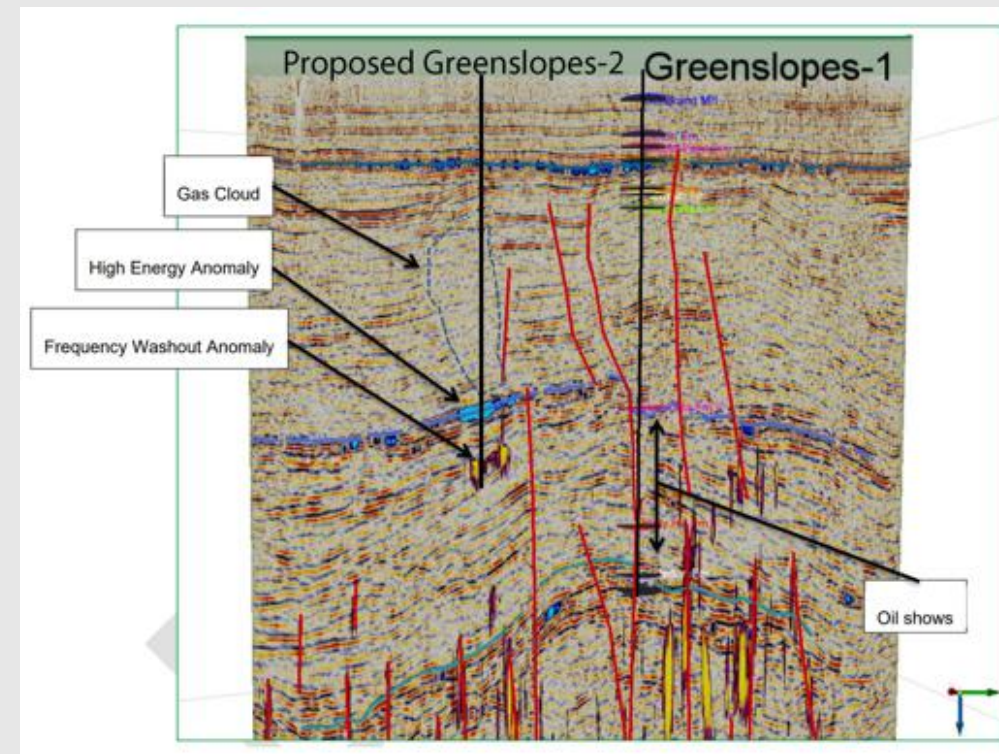 Proposed Greenslopes-2
Greenslopes-1
Gas Cloud
High Energy Anomaly
Frequency Washout Anomaly
Oil shows